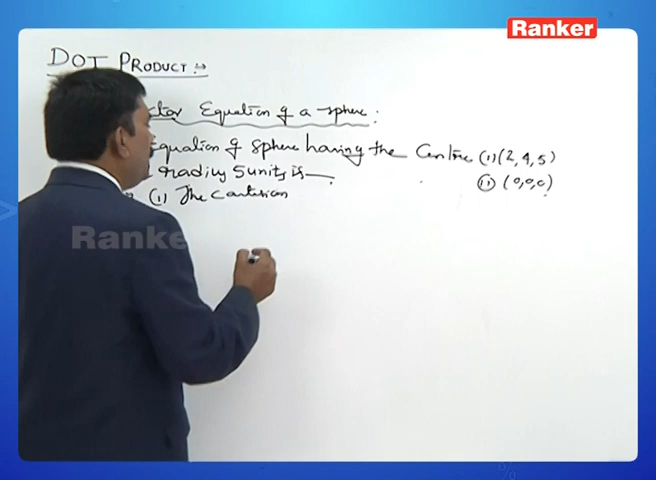 Ranker
DOT PRODUCT :→
Equation of a sphere :
Equation of sphere having the Centre (i) (2, 4, 5)
radius 5 units is —— .
(ii) (0, 0, 0)
(i) The Cartesian
Ranker